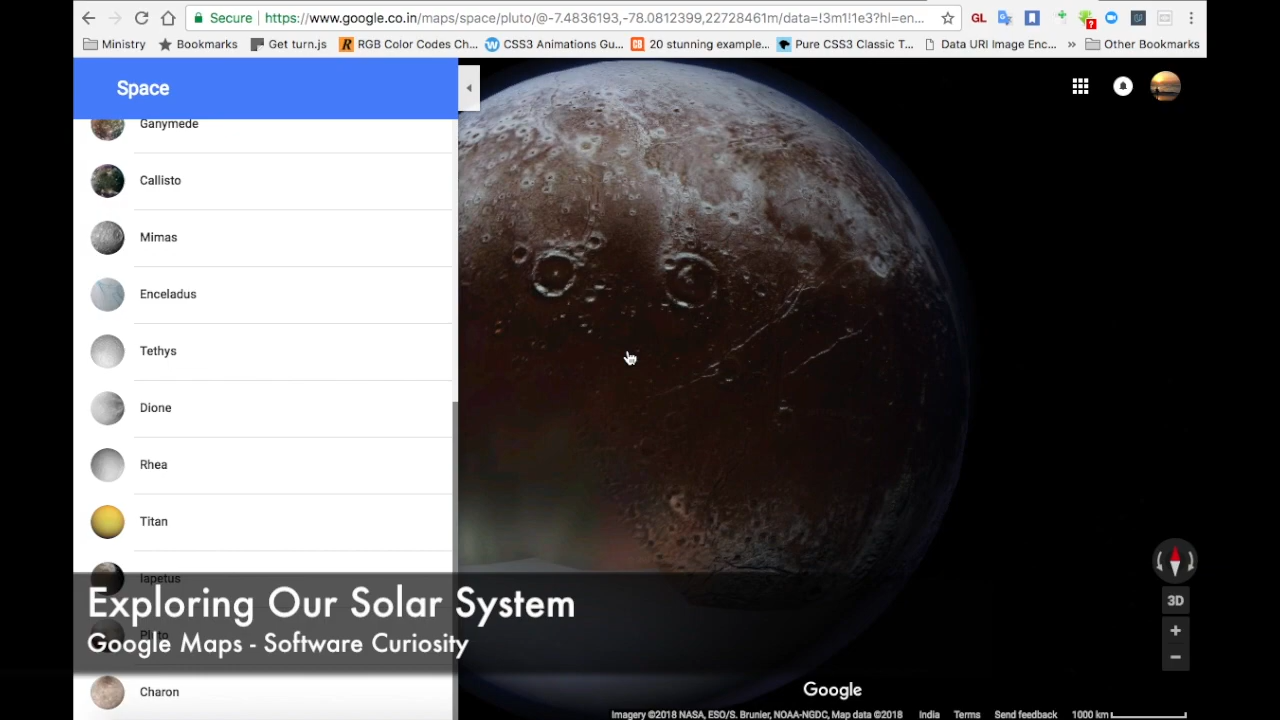 Secure https://www.google.co.in/maps/space/pluto/@-7.4836193,-78.0812399,22728461m/data=!3m1!1e3?hl=en... GL
Ministry Bookmarks Get turn.js RGB Color Codes Ch... CSS3 Animations Gu... 20 stunning example... Pure CSS3 Classic T... Data URI Image Enc... » Other Bookmarks
Space
Ganymede
Callisto
Mimas
Enceladus
Tethys
Dione
Rhea
Titan
Iapetus
Exploring Our Solar System
Pluto
Google Maps - Software Curiosity
Charon
3D
Google
Imagery ©2018 NASA, ESO/S. Brunier, NOAA-NGDC, Map data ©2018 India Terms Send feedback 1000 km